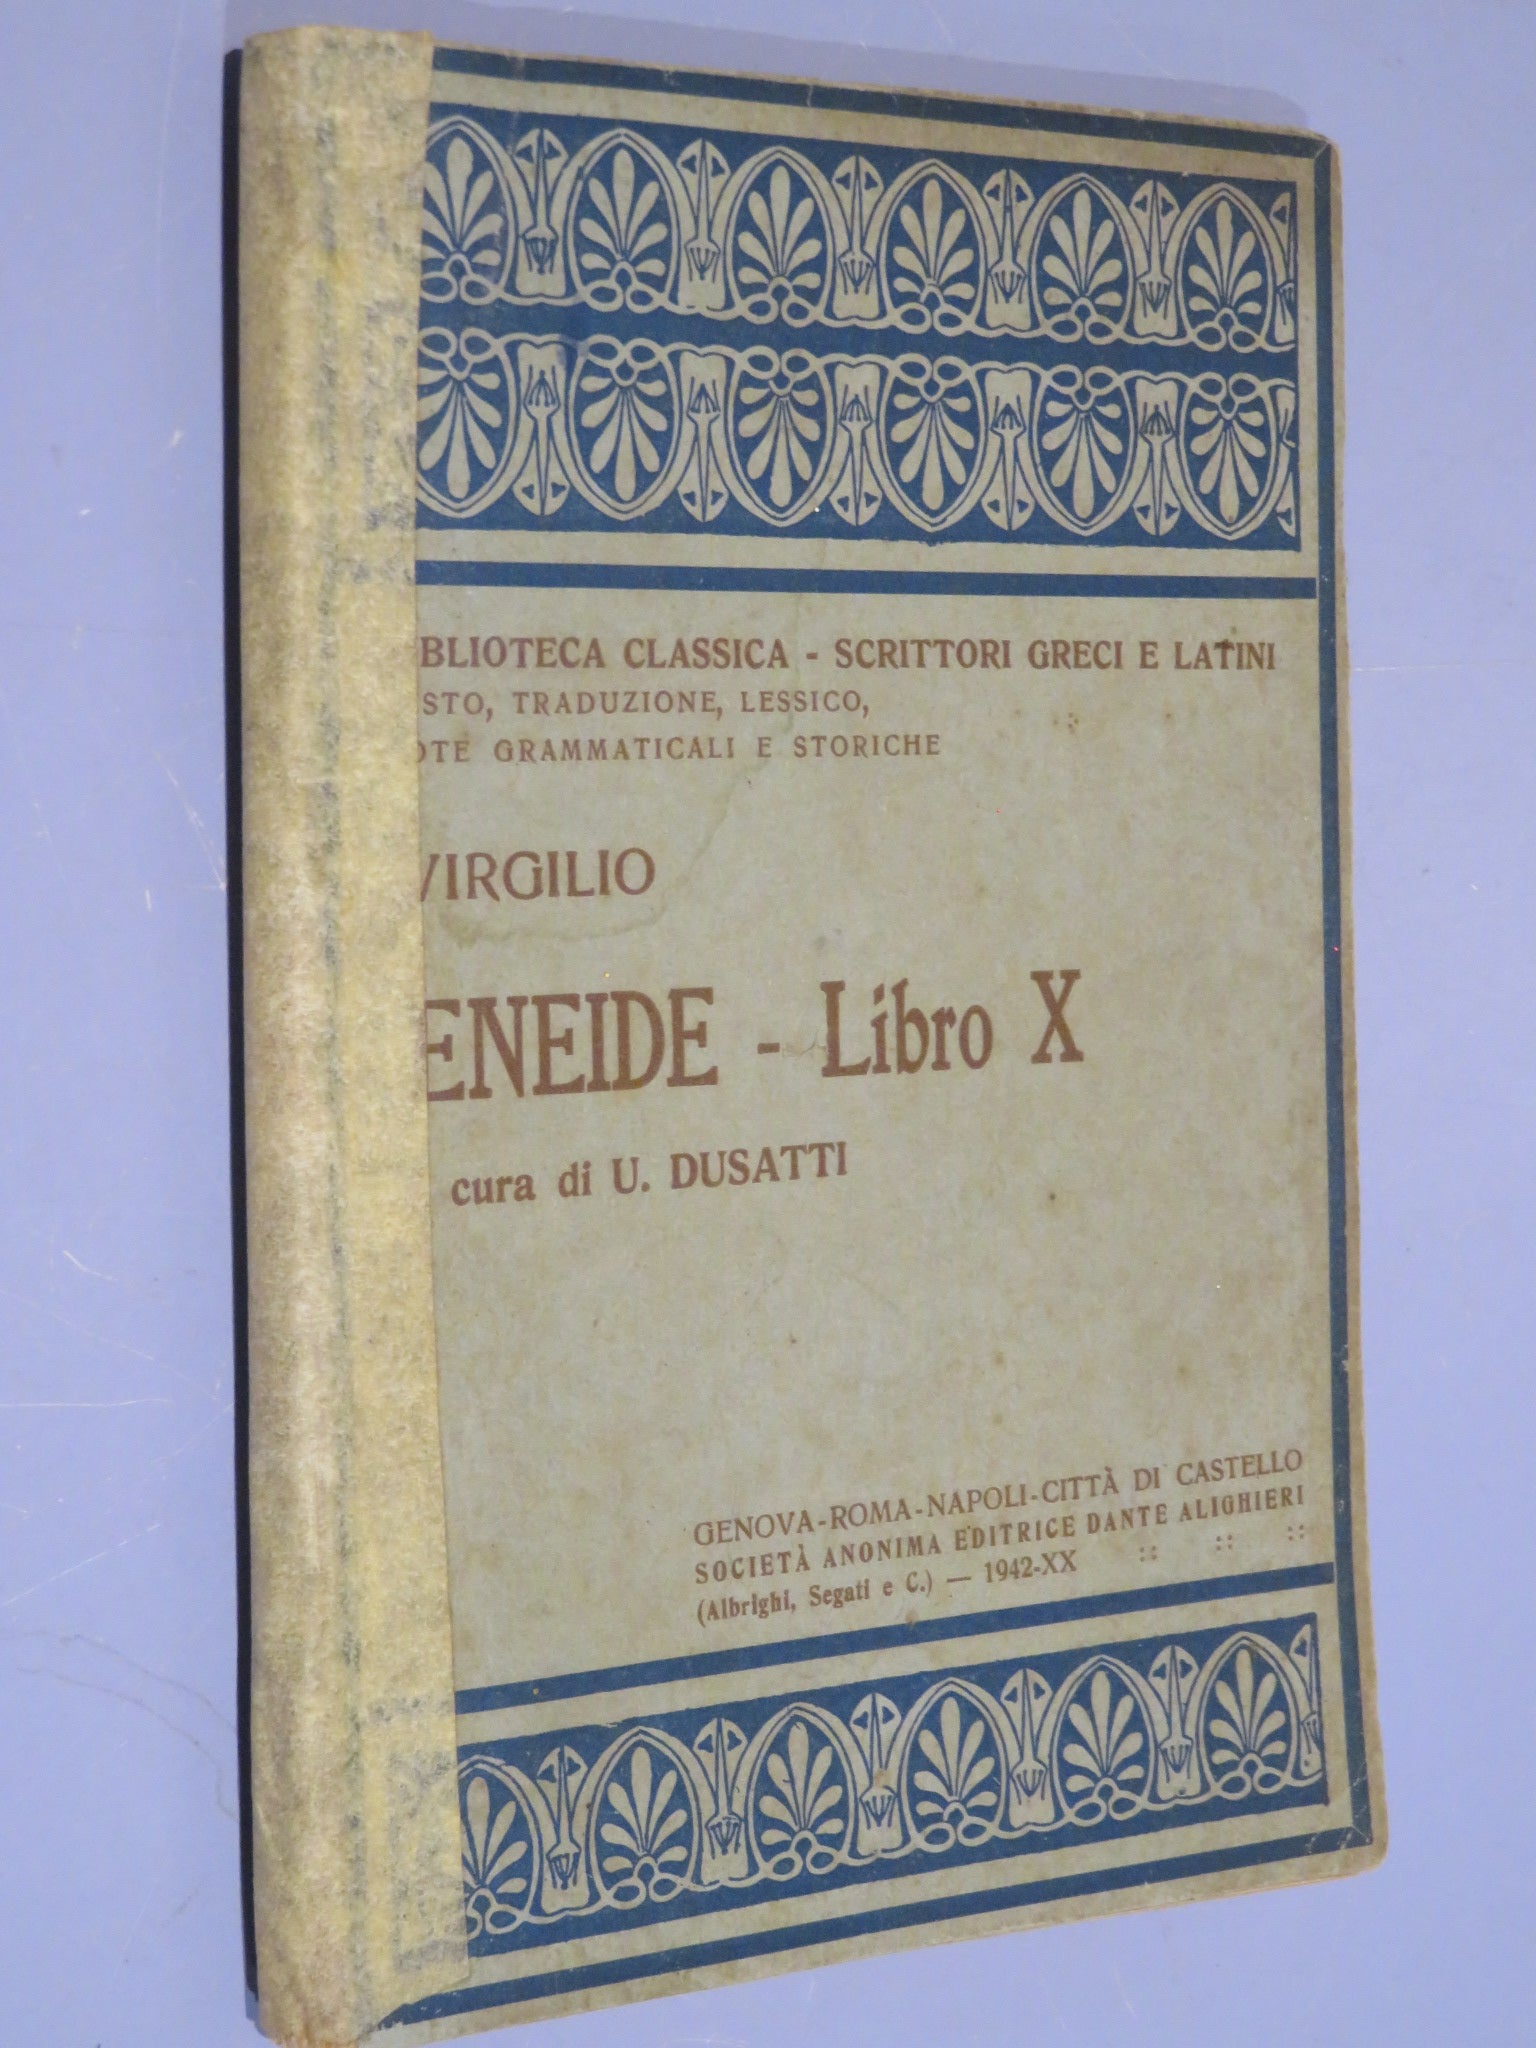 BLIOTECA CLASSICA - SCRITTORI GRECI E LATINI
STO, TRADUZIONE, LESSICO,
OTE GRAMMATICALI E STORICHE
VIRGILIO
ENEIDE - Libro X
cura di U. DUSATTI
GENOVA-ROMA-NAPOLI-CITTÀ DI CASTELLO
SOCIETÀ ANONIMA EDITRICE DANTE ALIGHIERI
(Albrighi, Segati e C.) — 1942-XX